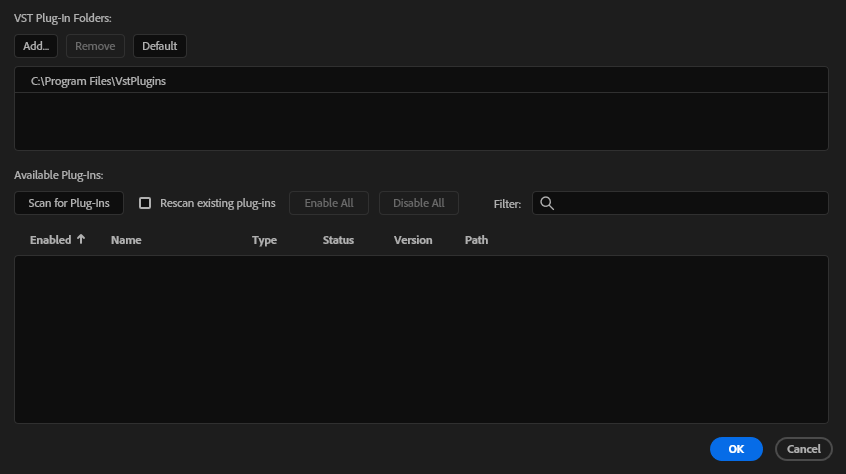 VST Plug-In Folders:
Add... Remove Default
C:\Program Files\VstPlugins
Available Plug-Ins:
Scan for Plug-Ins Rescan existing plug-ins Enable All Disable All Filter:
Enabled Name Type Status Version Path
OK Cancel